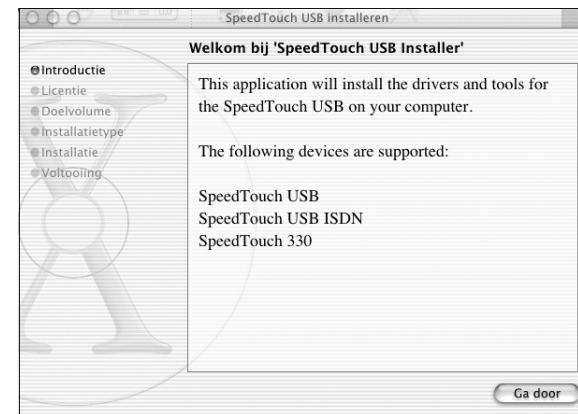 SpeedTouch USB installeren
Welkom bij 'SpeedTouch USB Installer'
Introductie
Licentie
Doelvolume
Installatietype
Installatie
Voltooiing
This application will install the drivers and tools for
the SpeedTouch USB on your computer.
The following devices are supported:
SpeedTouch USB
SpeedTouch USB ISDN
SpeedTouch 330
Ga door